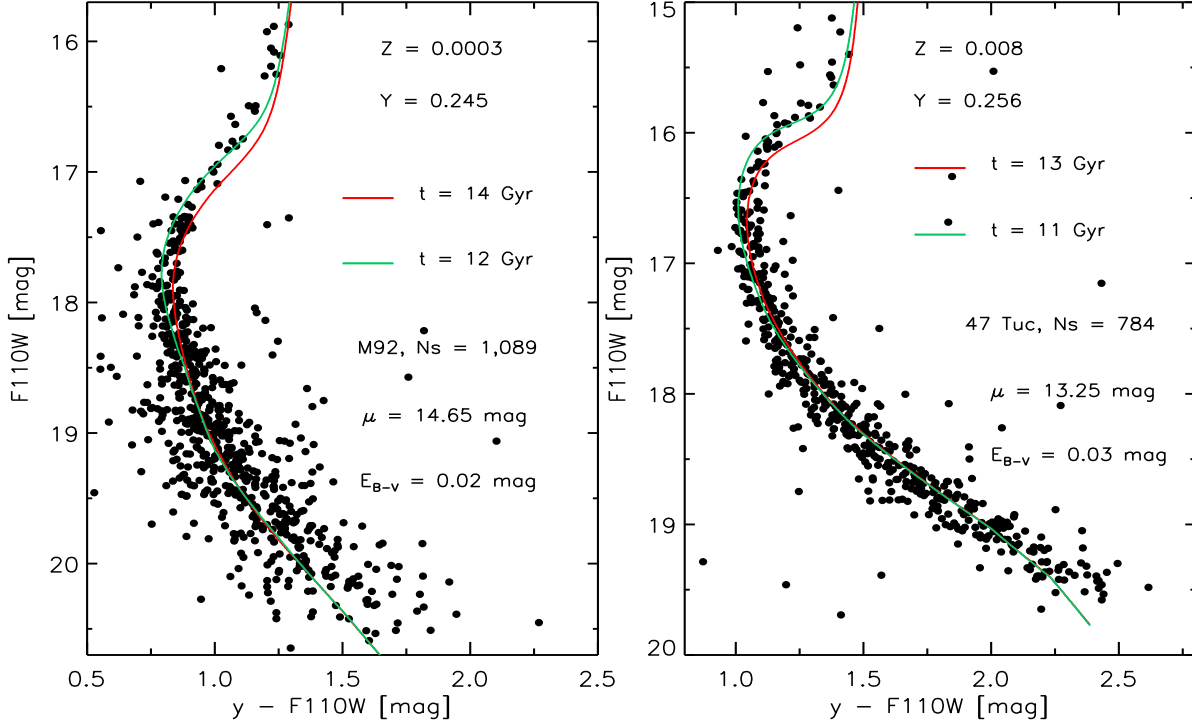 Z = 0.0003
Y = 0.245
t = 14 Gyr
t = 12 Gyr
M92, Ns = 1,089
μ = 14.65 mag
E_B−V = 0.02 mag
16
17
18
19
20
F110W [mag]
0.5
1.0
1.5
2.0
2.5
y − F110W [mag]
Z = 0.008
Y = 0.256
t = 13 Gyr
t = 11 Gyr
47 Tuc, Ns = 784
μ = 13.25 mag
E_B−V = 0.03 mag
15
16
17
18
19
20
F110W [mag]
1.0
1.5
2.0
2.5
y − F110W [mag]